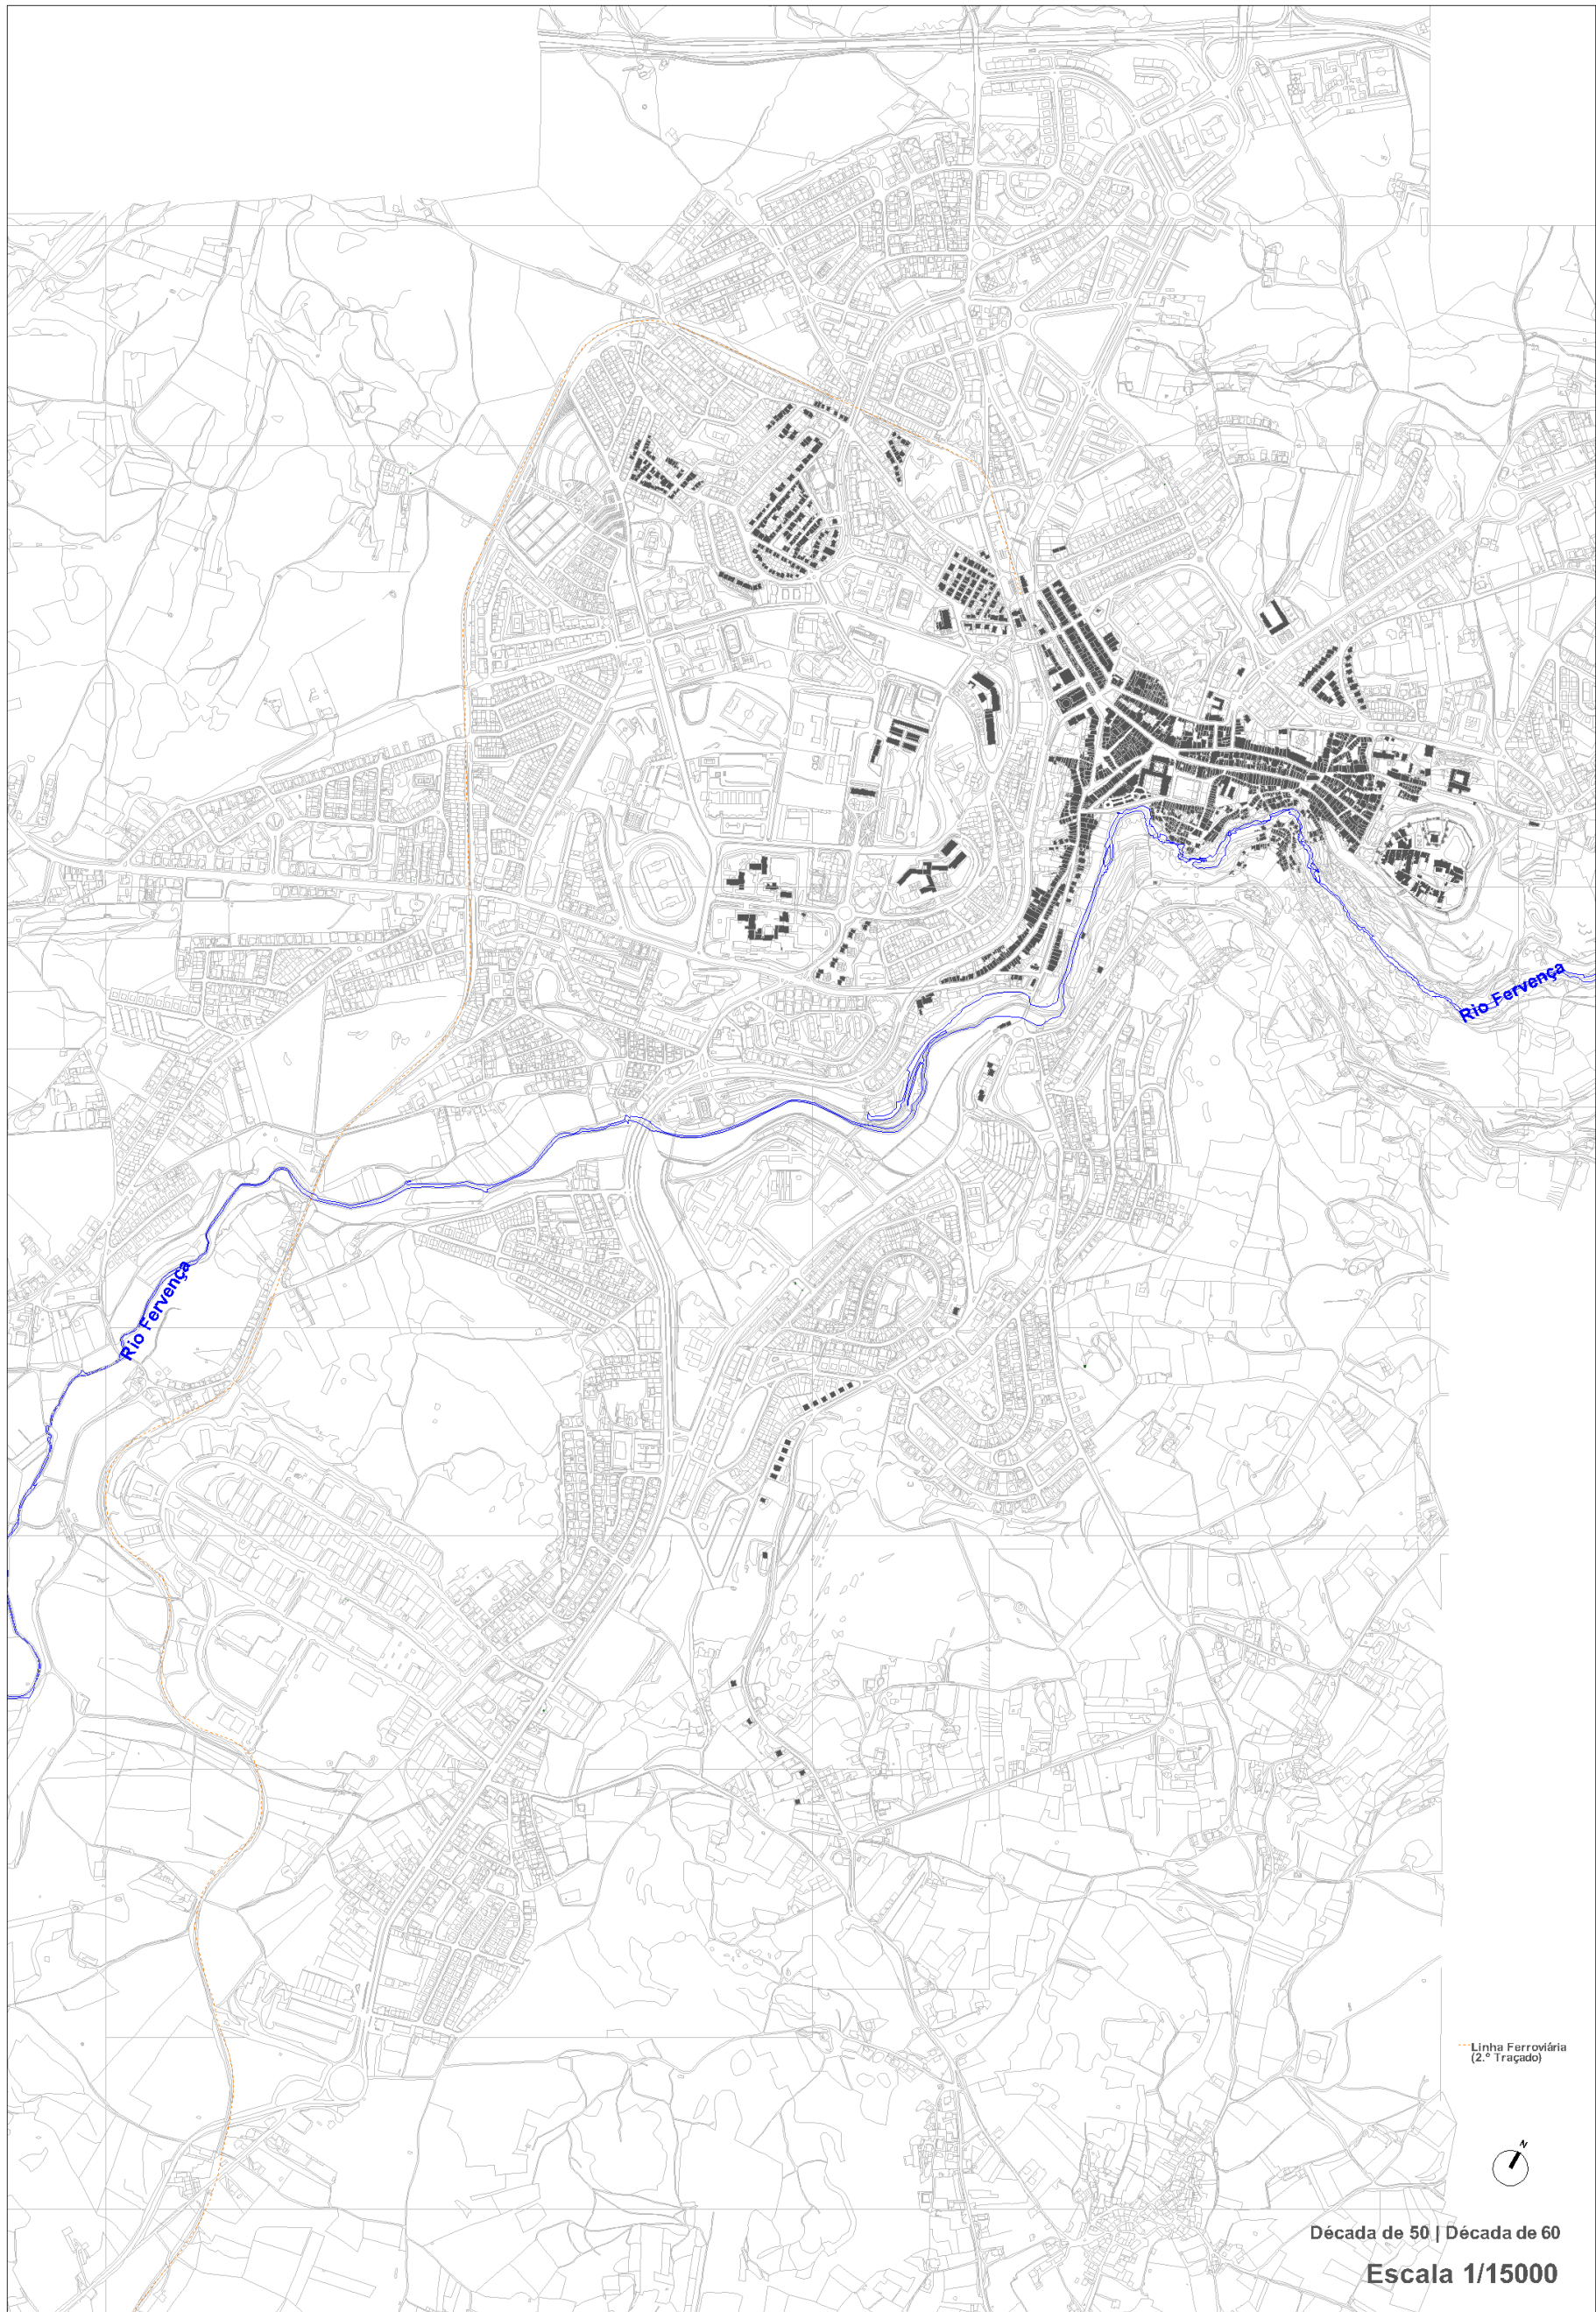 Rio Fervença
Rio Fervença
Linha Ferroviária
(2.º Traçado)
N
Década de 50 | Década de 60
Escala 1/15000